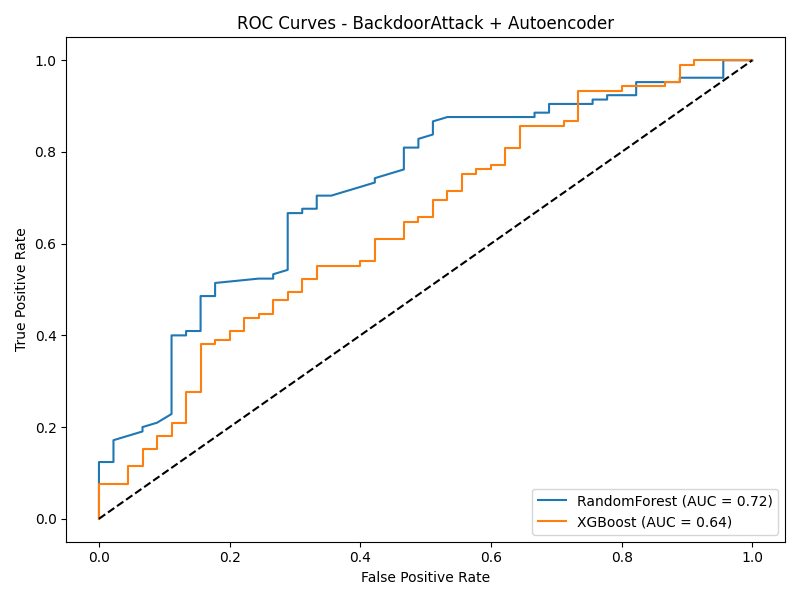 ROC Curves - BackdoorAttack + Autoencoder
True Positive Rate
1.0
0.8
0.6
0.4
0.2
0.0
RandomForest (AUC = 0.72)
XGBoost (AUC = 0.64)
0.0 0.2 0.4 0.6 0.8 1.0
False Positive Rate